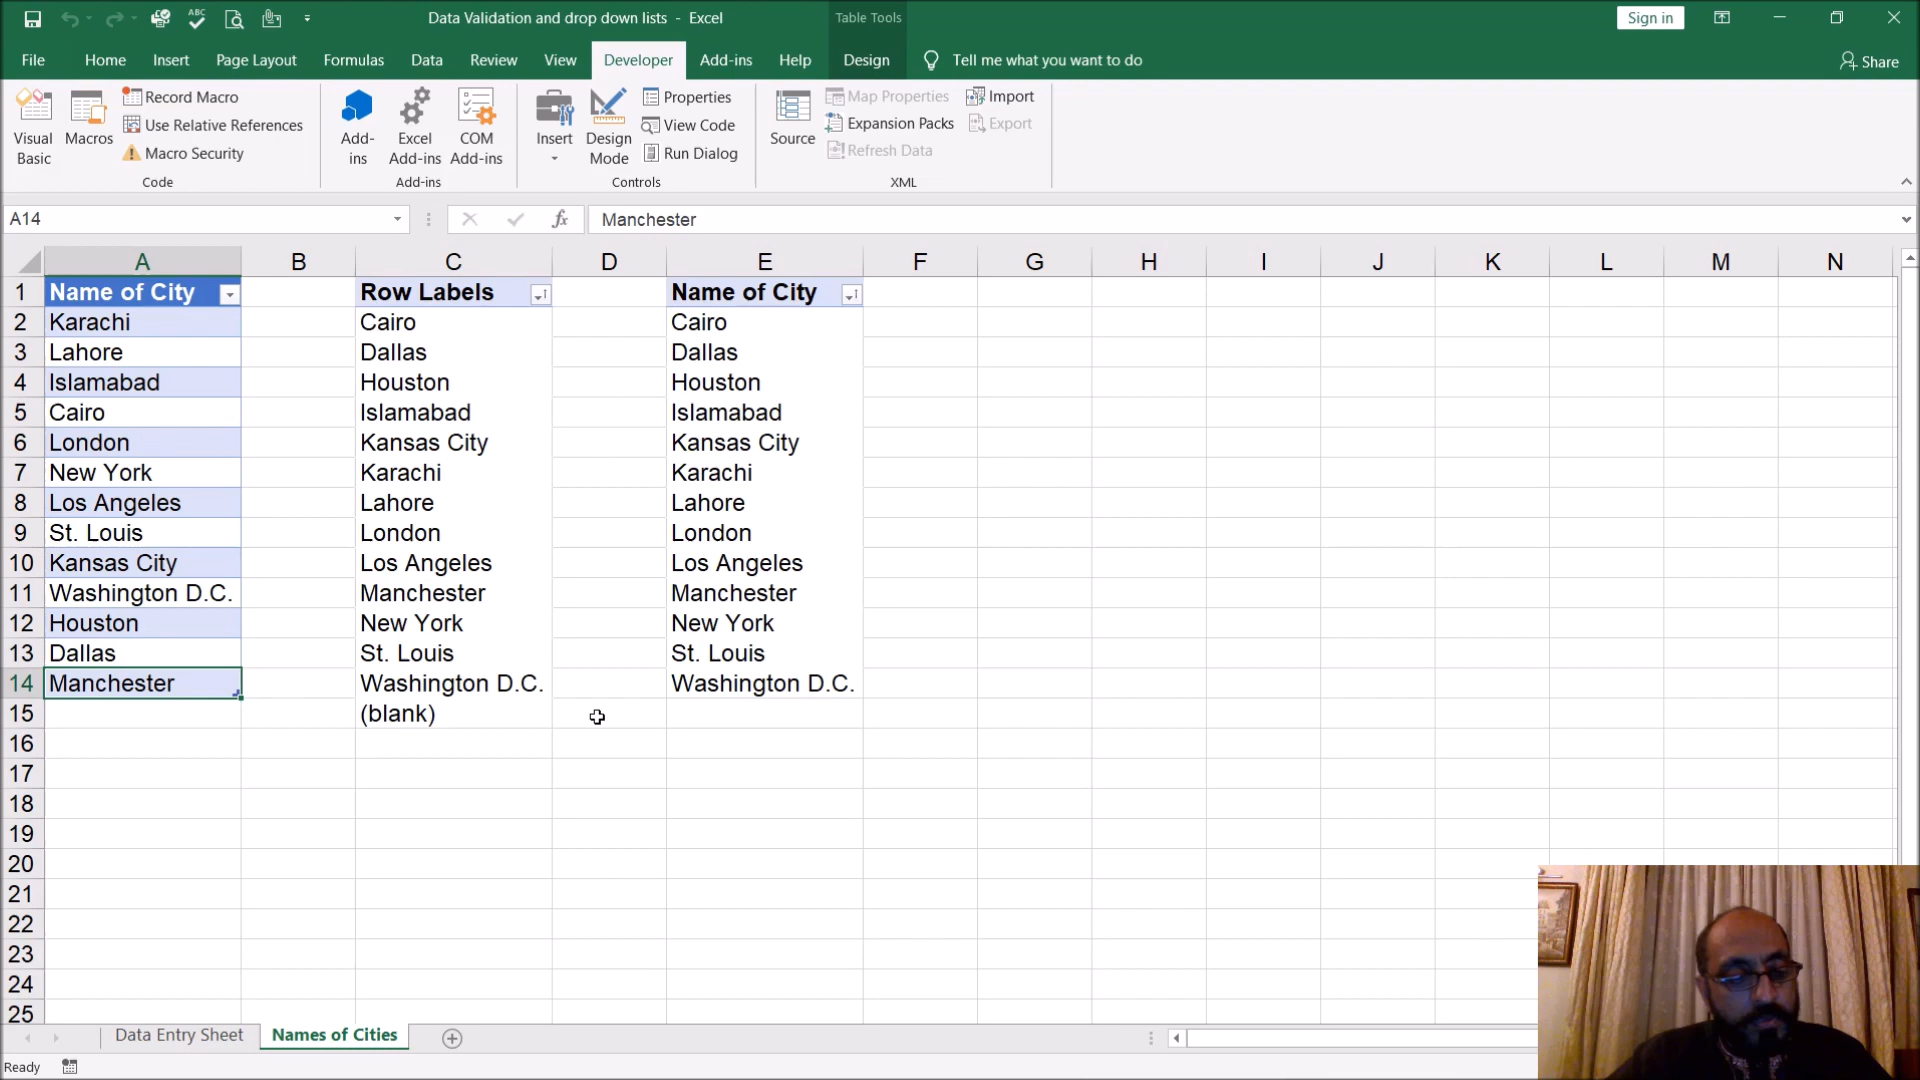 Data Validation and drop down lists - Excel
Table Tools
Sign in
File Home Insert Page Layout Formulas Data Review View Developer Add-ins Help Design Tell me what you want to do Share
Visual Basic
Macros
Record Macro
Use Relative References
Macro Security
Code
Add-ins
Excel Add-ins
COM Add-ins
Add-ins
Insert
Design Mode
Properties
View Code
Run Dialog
Controls
Source
Map Properties
Expansion Packs
Refresh Data
Import
Export
XML
A14 fx Manchester
A B C D E F G H I J K L M N
1 Name of City Row Labels Name of City
2 Karachi Cairo Cairo
3 Lahore Dallas Dallas
4 Islamabad Houston Houston
5 Cairo Islamabad Islamabad
6 London Kansas City Kansas City
7 New York Karachi Karachi
8 Los Angeles Lahore Lahore
9 St. Louis London London
10 Kansas City Los Angeles Los Angeles
11 Washington D.C. Manchester Manchester
12 Houston New York New York
13 Dallas St. Louis St. Louis
14 Manchester Washington D.C. Washington D.C.
15 (blank)
16
17
18
19
20
21
22
23
24
25
Data Entry Sheet Names of Cities
Ready